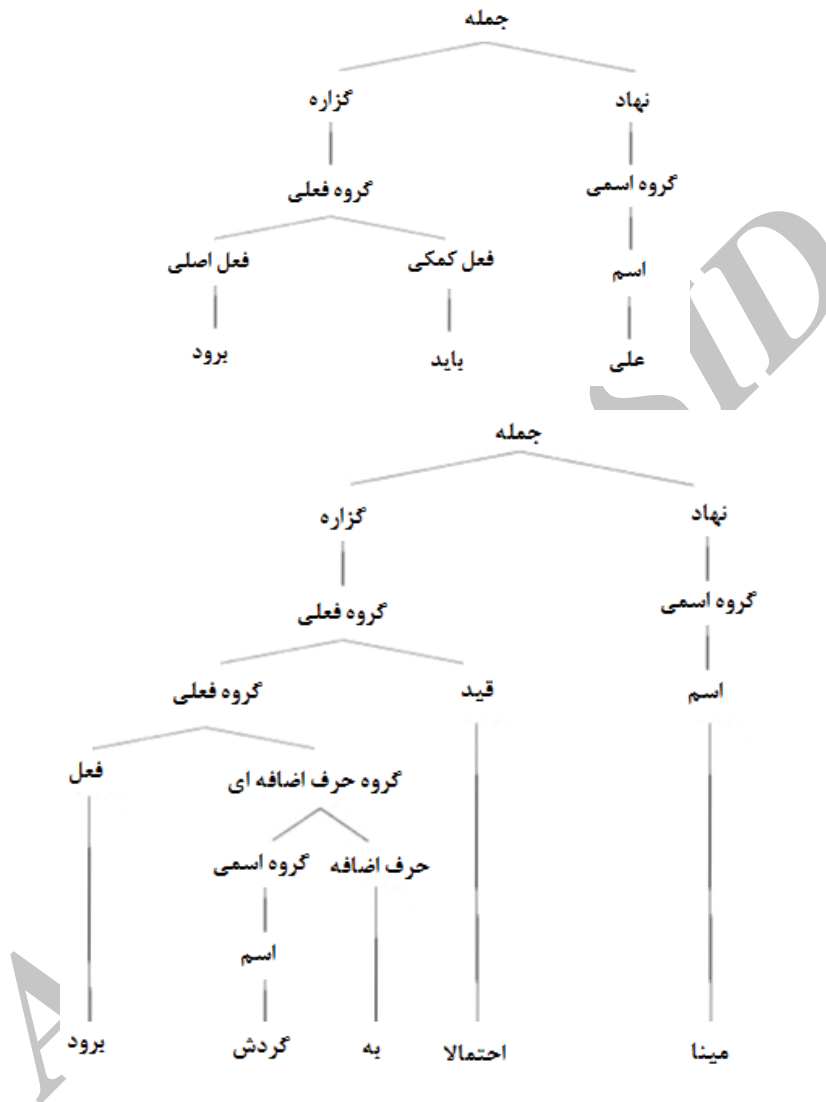 جمله
نهاد گزاره
گروه اسمی گروه فعلی
اسم فعل کمکی فعل اصلی
علی باید برود
جمله
نهاد گزاره
گروه اسمی گروه فعلی
اسم قید گروه فعلی
گروه حرف اضافه ای فعل
حرف اضافه گروه اسمی
اسم
مینا احتمالا به گردش برود